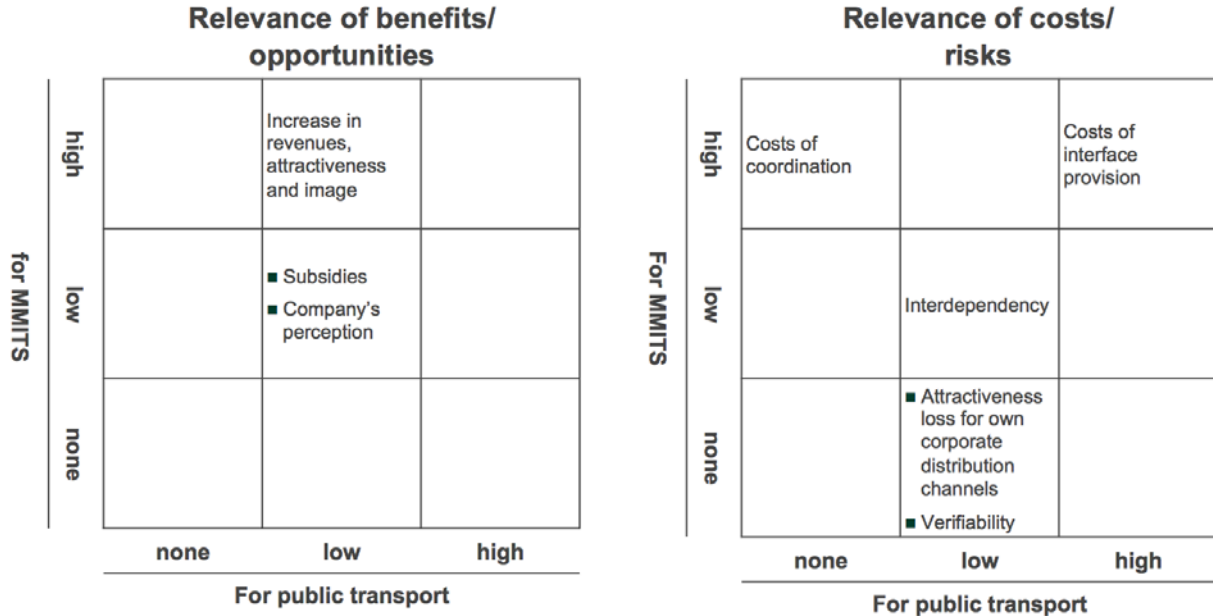 Relevance of benefits/
opportunities
for MMITS
high
low
none
Increase in
revenues,
attractiveness
and image
■ Subsidies
■ Company's
perception
none
low
high
For public transport
Relevance of costs/
risks
For MMITS
high
low
none
Costs of
coordination
Costs of
interface
provision
Interdependency
■ Attractiveness
loss for own
corporate
distribution
channels
■ Verifiability
none
low
high
For public transport